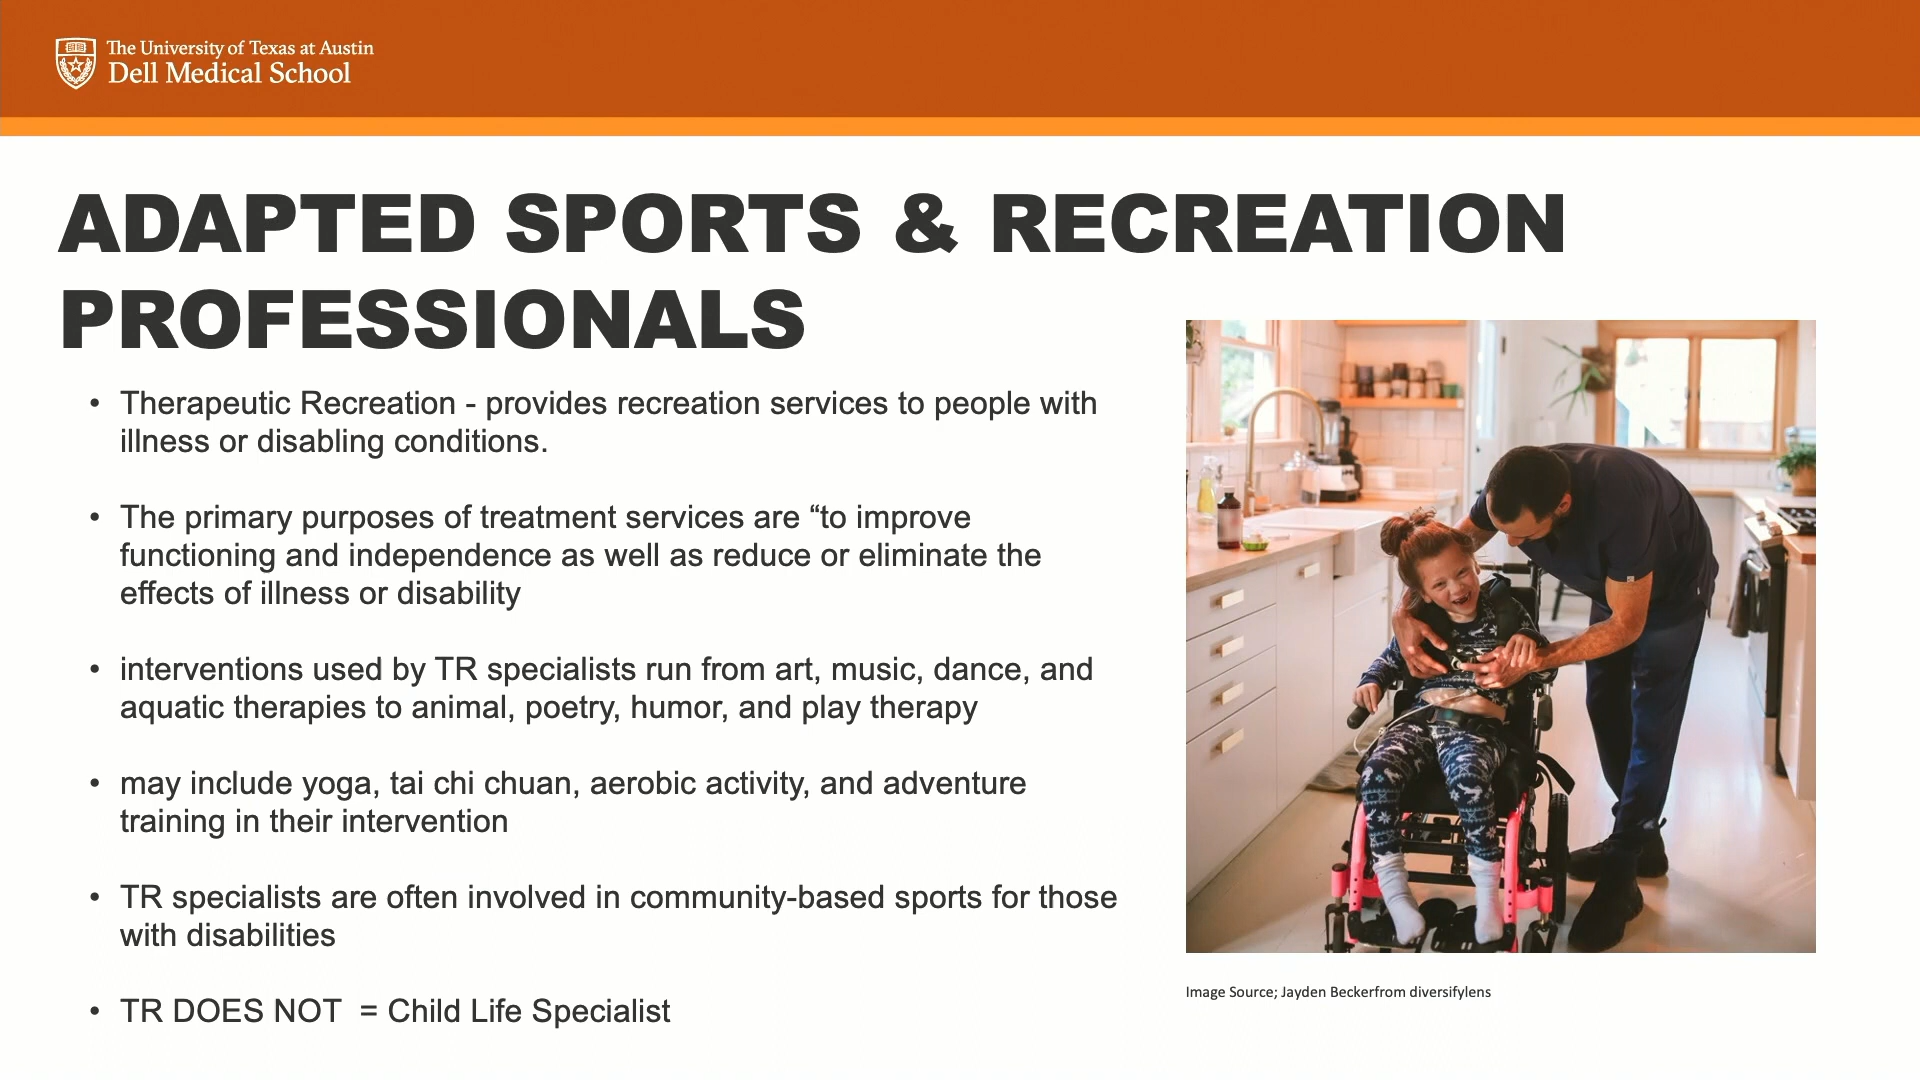 The University of Texas at Austin
Dell Medical School
ADAPTED SPORTS & RECREATION
PROFESSIONALS
• Therapeutic Recreation - provides recreation services to people with
illness or disabling conditions.
• The primary purposes of treatment services are “to improve
functioning and independence as well as reduce or eliminate the
effects of illness or disability
• interventions used by TR specialists run from art, music, dance, and
aquatic therapies to animal, poetry, humor, and play therapy
• may include yoga, tai chi chuan, aerobic activity, and adventure
training in their intervention
• TR specialists are often involved in community-based sports for those
with disabilities
• TR DOES NOT  = Child Life Specialist
Image Source; Jayden Beckerfrom diversifylens